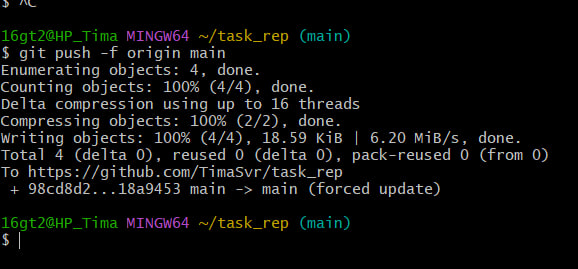 $ ^C
16gt2@HP_Tima MINGW64 ~/task_rep (main)
$ git push -f origin main
Enumerating objects: 4, done.
Counting objects: 100% (4/4), done.
Delta compression using up to 16 threads
Compressing objects: 100% (2/2), done.
Writing objects: 100% (4/4), 18.59 KiB | 6.20 MiB/s, done.
Total 4 (delta 0), reused 0 (delta 0), pack-reused 0 (from 0)
To https://github.com/TimaSvr/task_rep
 + 98cd8d2...18a9453 main -> main (forced update)
16gt2@HP_Tima MINGW64 ~/task_rep (main)
$